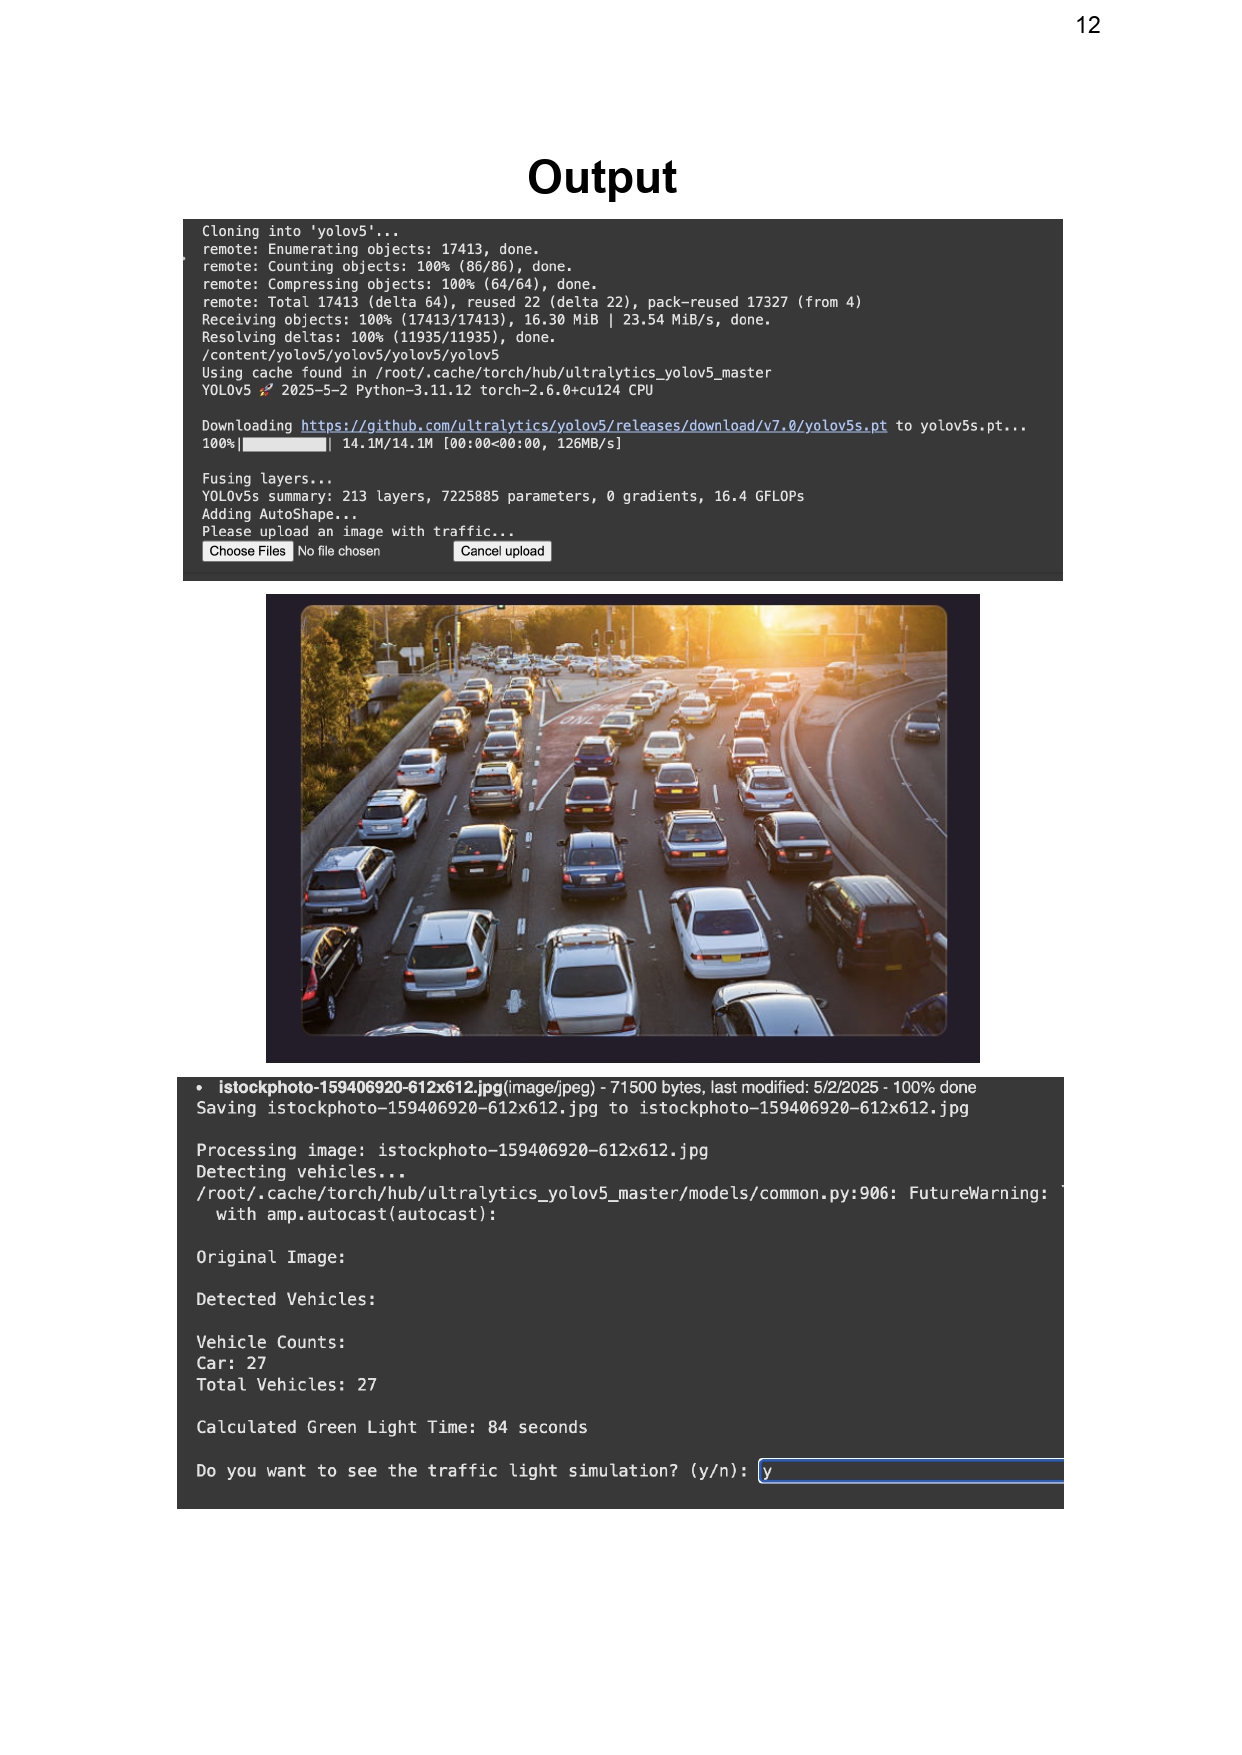 12
Output
Cloning into 'yolov5'...
remote: Enumerating objects: 17413, done.
remote: Counting objects: 100% (86/86), done.
remote: Compressing objects: 100% (64/64), done.
remote: Total 17413 (delta 64), reused 22 (delta 22), pack-reused 17327 (from 4)
Receiving objects: 100% (17413/17413), 16.30 MiB | 23.54 MiB/s, done.
Resolving deltas: 100% (11935/11935), done.
/content/yolov5/yolov5/yolov5/yolov5
Using cache found in /root/.cache/torch/hub/ultralytics_yolov5_master
YOLOv5 🚀 2025-5-2 Python-3.11.12 torch-2.6.0+cu124 CPU
Downloading https://github.com/ultralytics/yolov5/releases/download/v7.0/yolov5s.pt to yolov5s.pt...
100%|██████████| 14.1M/14.1M [00:00<00:00, 126MB/s]
Fusing layers...
YOLOv5s summary: 213 layers, 7225885 parameters, 0 gradients, 16.4 GFLOPs
Adding AutoShape...
Please upload an image with traffic...
Choose Files No file chosen Cancel upload
ONL
• istockphoto-159406920-612x612.jpg(image/jpeg) - 71500 bytes, last modified: 5/2/2025 - 100% done
Saving istockphoto-159406920-612x612.jpg to istockphoto-159406920-612x612.jpg
Processing image: istockphoto-159406920-612x612.jpg
Detecting vehicles...
/root/.cache/torch/hub/ultralytics_yolov5_master/models/common.py:906: FutureWarning:
with amp.autocast(autocast):
Original Image:
Detected Vehicles:
Vehicle Counts:
Car: 27
Total Vehicles: 27
Calculated Green Light Time: 84 seconds
Do you want to see the traffic light simulation? (y/n): y